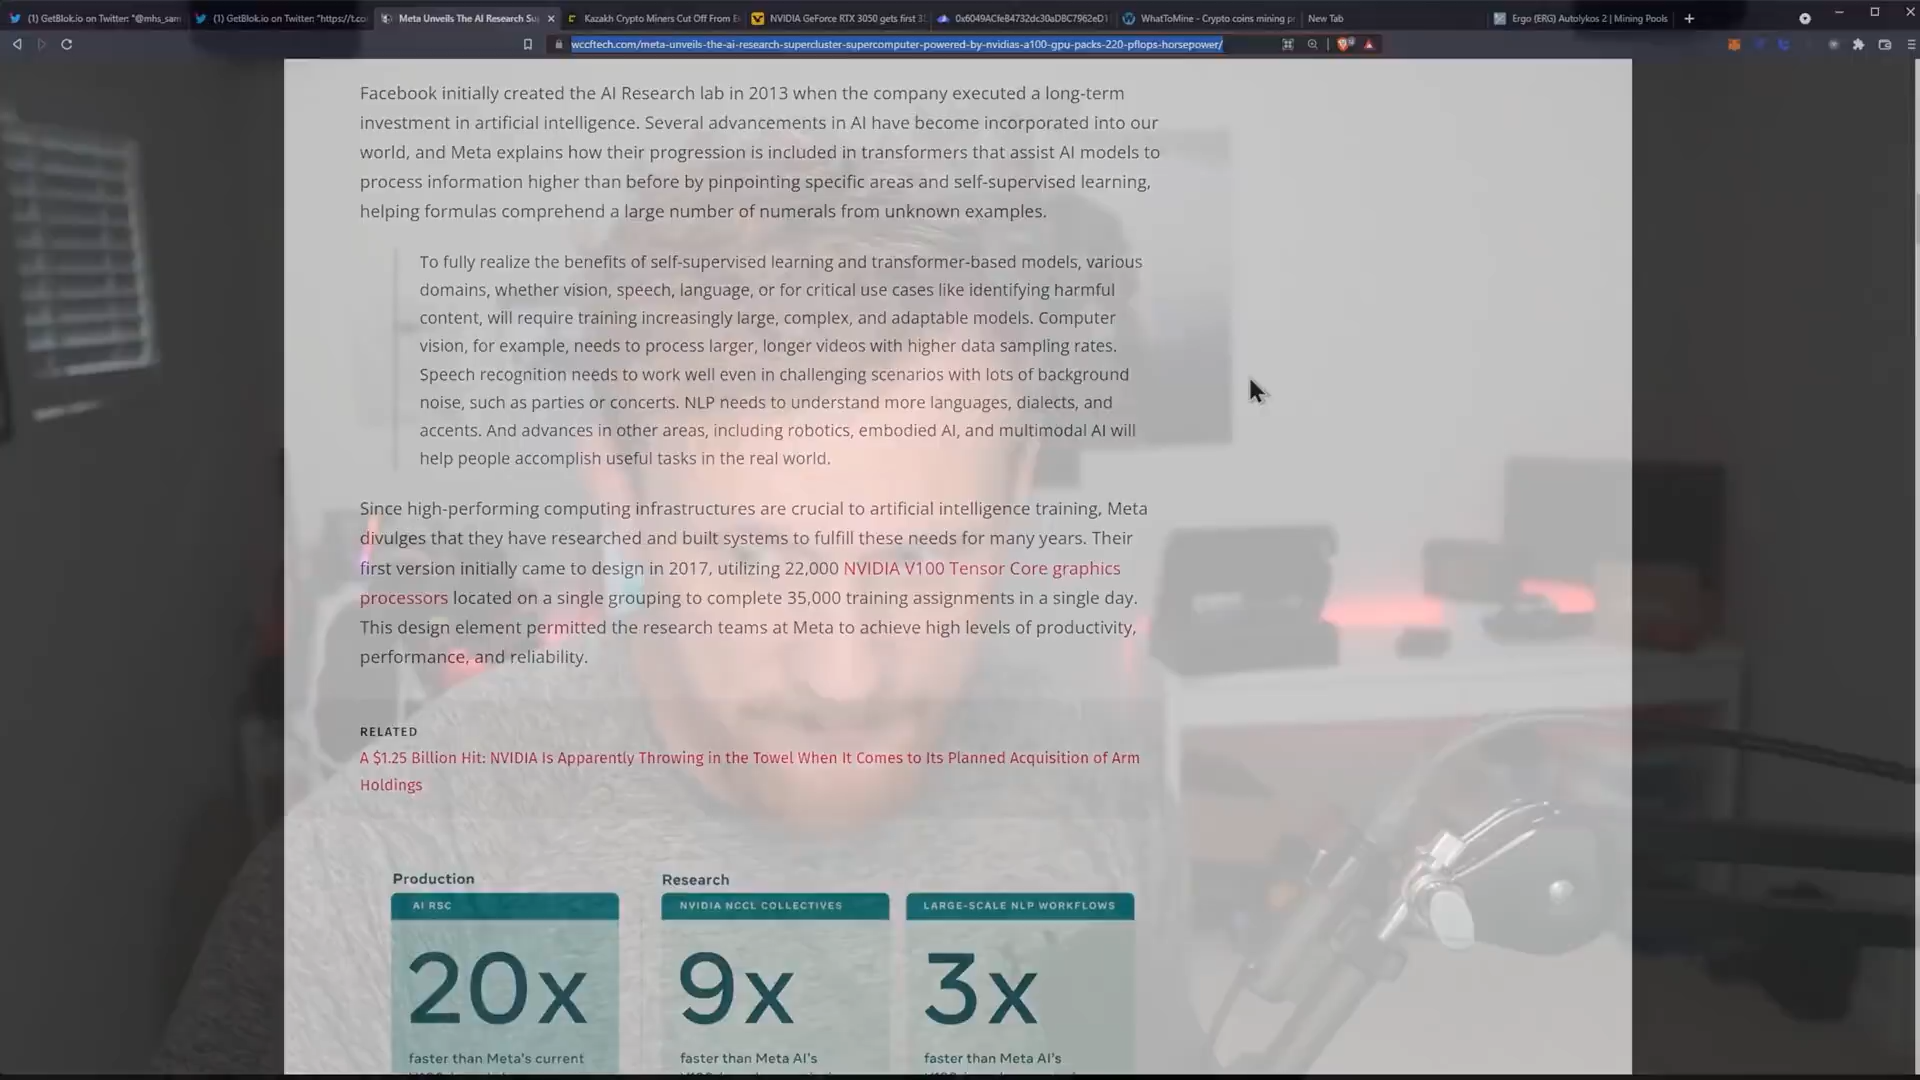 (1) GetBlok.io on Twitter: "@mhs_sam
(1) GetBlok.io on Twitter: "https://t.co
Meta Unveils The AI Research Su
Kazakh Crypto Miners Cut Off From E
NVIDIA GeForce RTX 3050 gets first 3
0x6049ACfeB4732dc30aDBC7962eD1
WhatToMine - Crypto coins mining pr
New Tab
Ergo (ERG) Autolykos 2 | Mining Pools
wccftech.com/meta-unveils-the-ai-research-supercluster-supercomputer-powered-by-nvidias-a100-gpu-packs-220-pflops-horsepower/
Facebook initially created the AI Research lab in 2013 when the company executed a long-term
investment in artificial intelligence. Several advancements in AI have become incorporated into our
world, and Meta explains how their progression is included in transformers that assist AI models to
process information higher than before by pinpointing specific areas and self-supervised learning,
helping formulas comprehend a large number of numerals from unknown examples.
To fully realize the benefits of self-supervised learning and transformer-based models, various
domains, whether vision, speech, language, or for critical use cases like identifying harmful
content, will require training increasingly large, complex, and adaptable models. Computer
vision, for example, needs to process larger, longer videos with higher data sampling rates.
Speech recognition needs to work well even in challenging scenarios with lots of background
noise, such as parties or concerts. NLP needs to understand more languages, dialects, and
accents. And advances in other areas, including robotics, embodied AI, and multimodal AI will
help people accomplish useful tasks in the real world.
Since high-performing computing infrastructures are crucial to artificial intelligence training, Meta
divulges that they have researched and built systems to fulfill these needs for many years. Their
first version initially came to design in 2017, utilizing 22,000 NVIDIA V100 Tensor Core graphics
processors located on a single grouping to complete 35,000 training assignments in a single day.
This design element permitted the research teams at Meta to achieve high levels of productivity,
performance, and reliability.
RELATED
A $1.25 Billion Hit: NVIDIA Is Apparently Throwing in the Towel When It Comes to Its Planned Acquisition of Arm
Holdings
Production
Research
AI RSC
NVIDIA NCCL COLLECTIVES
LARGE-SCALE NLP WORKFLOWS
20x
9x
3x
faster than Meta's current
faster than Meta AI's
faster than Meta AI's